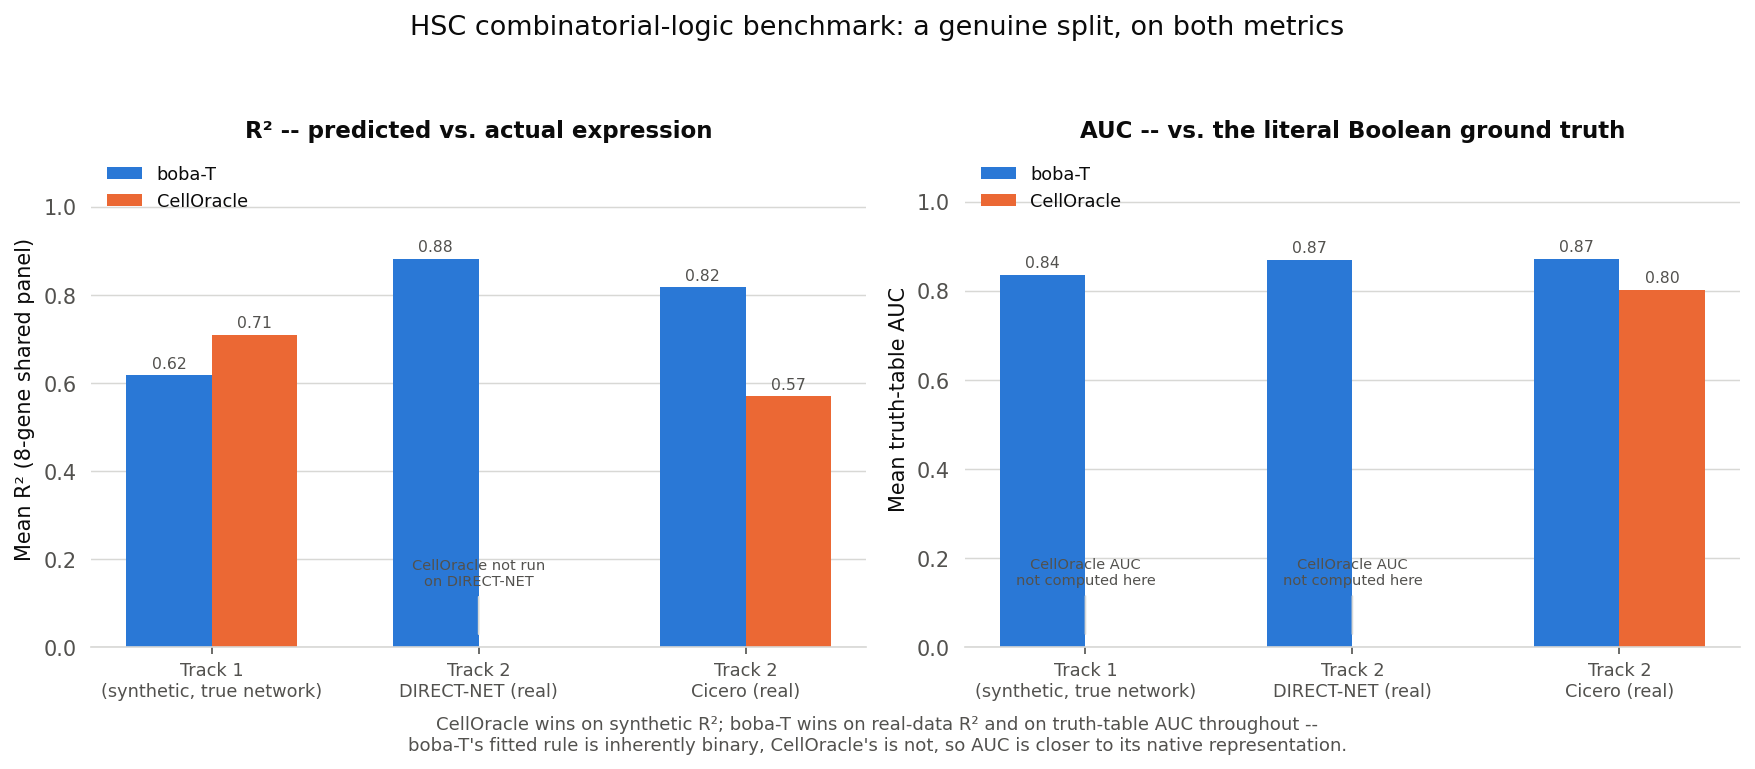 HSC combinatorial-logic benchmark: a genuine split, on both metrics
R² -- predicted vs. actual expression
boba-T
CellOracle
Mean R² (8-gene shared panel)
1.0
0.8
0.6
0.4
0.2
0.0
0.62
0.71
0.88
0.82
0.57
CellOracle not run
on DIRECT-NET
Track 1
(synthetic, true network)
Track 2
DIRECT-NET (real)
Track 2
Cicero (real)
AUC -- vs. the literal Boolean ground truth
boba-T
CellOracle
Mean truth-table AUC
1.0
0.8
0.6
0.4
0.2
0.0
0.84
0.87
0.87
0.80
CellOracle AUC
not computed here
CellOracle AUC
not computed here
Track 1
(synthetic, true network)
Track 2
DIRECT-NET (real)
Track 2
Cicero (real)
CellOracle wins on synthetic R²; boba-T wins on real-data R² and on truth-table AUC throughout --
boba-T's fitted rule is inherently binary, CellOracle's is not, so AUC is closer to its native representation.